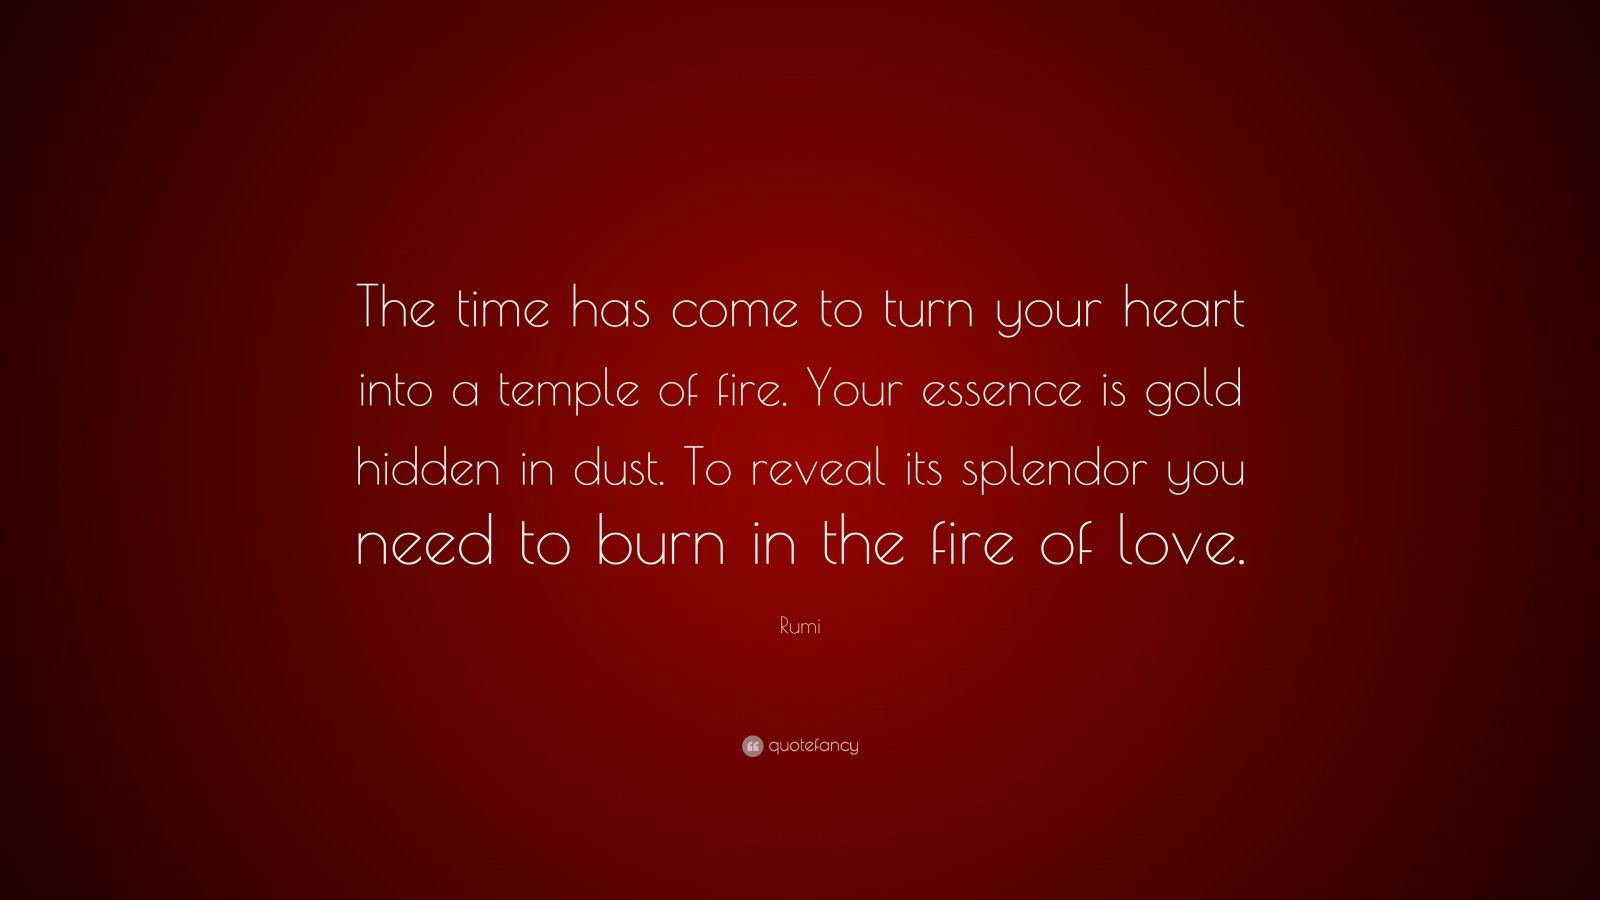 The time has come to turn your heart
into a temple of fire. Your essence is gold
hidden in dust. To reveal its splendor you
need to burn in the fire of love.
Rumi
quotefancy